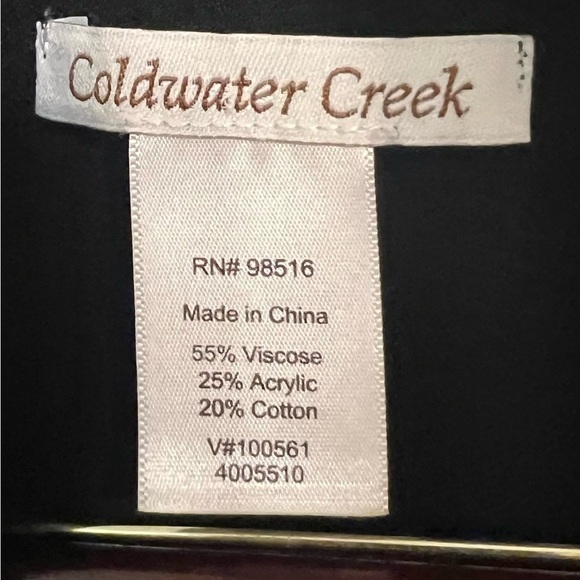 Coldwater Creek
RN# 98516
Made in China
55% Viscose
25% Acrylic
20% Cotton
V#100561
4005510